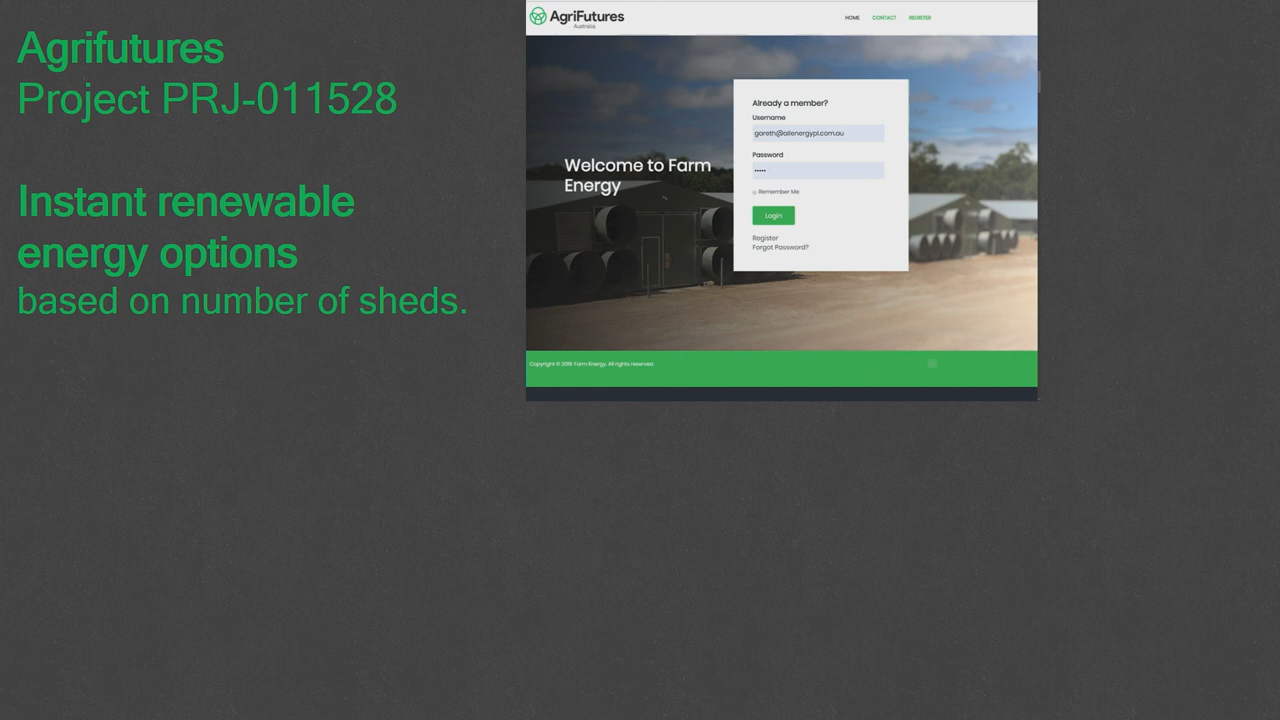 Agrifutures
Project PRJ-011528
Instant renewable
energy options
based on number of sheds.
AgriFutures
Australia
HOME CONTACT REGISTER
Welcome to Farm
Energy
Already a member?
Username
gareth@allenergypl.com.au
Password
•••••
Remember Me
Login
Register
Forgot Password?
Copyright © 2019 Farm Energy. All rights reserved.